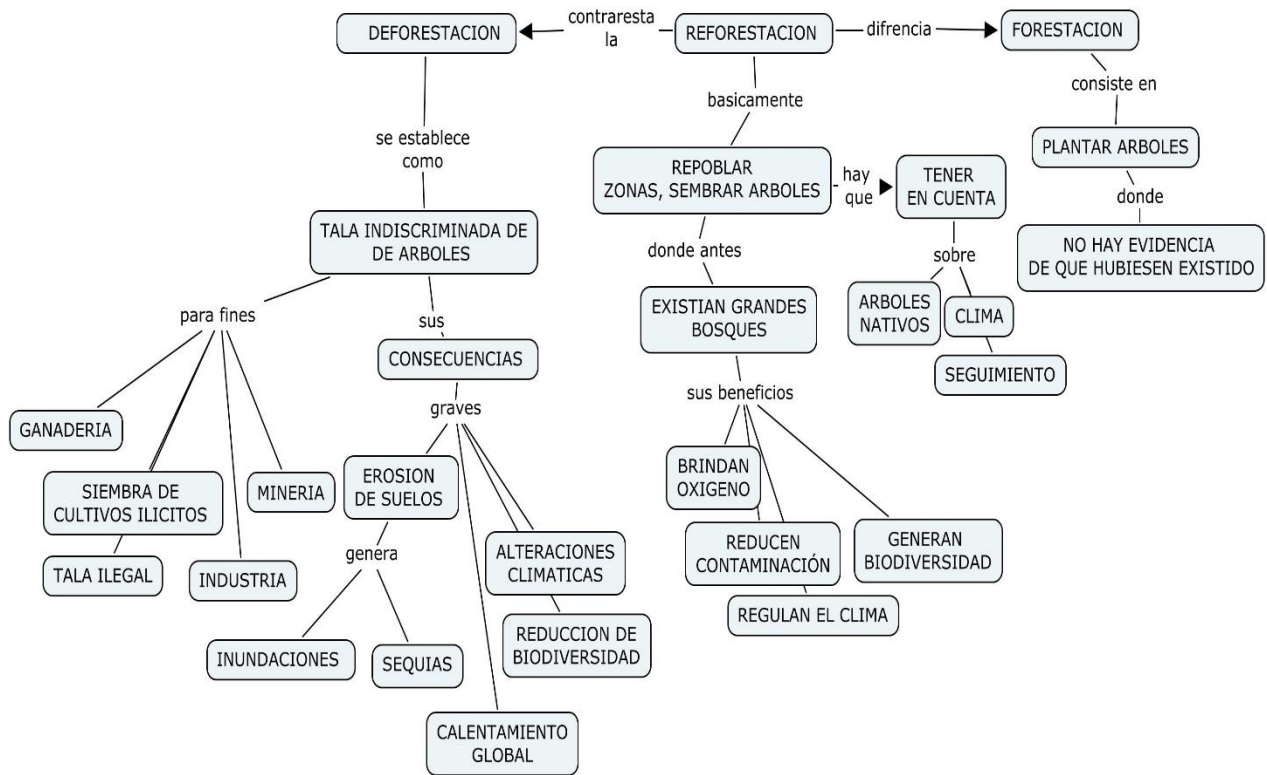 DEFORESTACION
contraresta
la
REFORESTACION
difrencia
FORESTACION
se establece
como
basicamente
consiste en
PLANTAR ARBOLES
donde
NO HAY EVIDENCIA
DE QUE HUBIESEN EXISTIDO
REPOBLAR
ZONAS, SEMBRAR ARBOLES
hay
que
TENER
EN CUENTA
sobre
ARBOLES
NATIVOS
CLIMA
SEGUIMIENTO
TALA INDISCRIMINADA DE
DE ARBOLES
donde antes
EXISTIAN GRANDES
BOSQUES
para fines
sus
CONSECUENCIAS
graves
sus beneficios
GANADERIA
SIEMBRA DE
CULTIVOS ILICITOS
MINERIA
TALA ILEGAL
INDUSTRIA
EROSION
DE SUELOS
genera
INUNDACIONES
SEQUIAS
ALTERACIONES
CLIMATICAS
REDUCCION DE
BIODIVERSIDAD
CALENTAMIENTO
GLOBAL
BRINDAN
OXIGENO
REDUCEN
CONTAMINACIÓN
REGULAN EL CLIMA
GENERAN
BIODIVERSIDAD